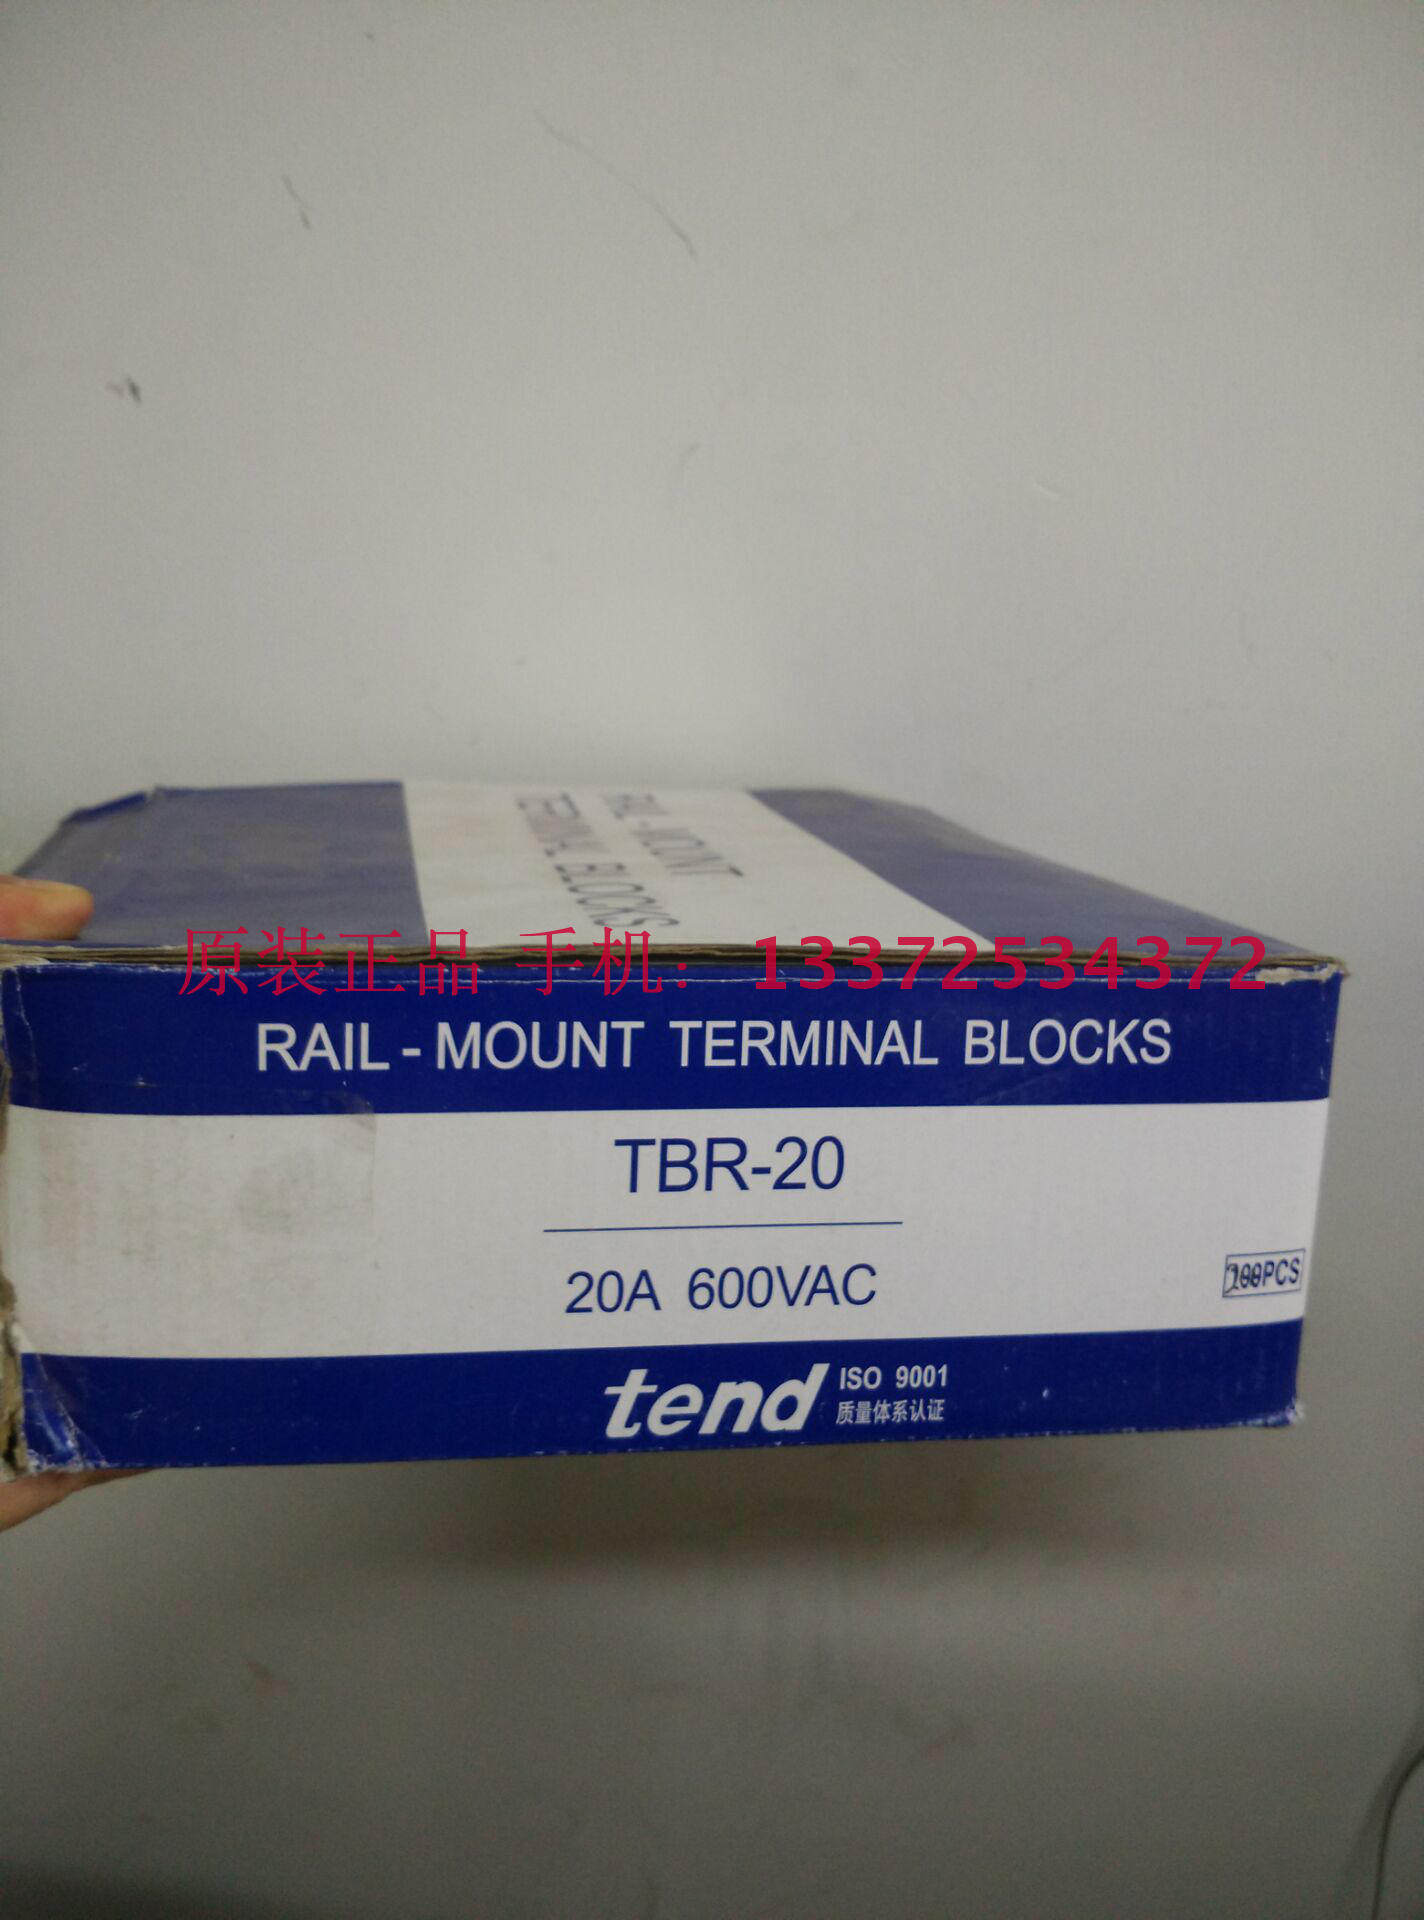 RAIL - MOUNT
TERMINAL BLOCKS
原装正品 手机：13372534372
RAIL - MOUNT TERMINAL BLOCKS
TBR-20
20A 600VAC
PCS
tend
ISO 9001
质量体系认证